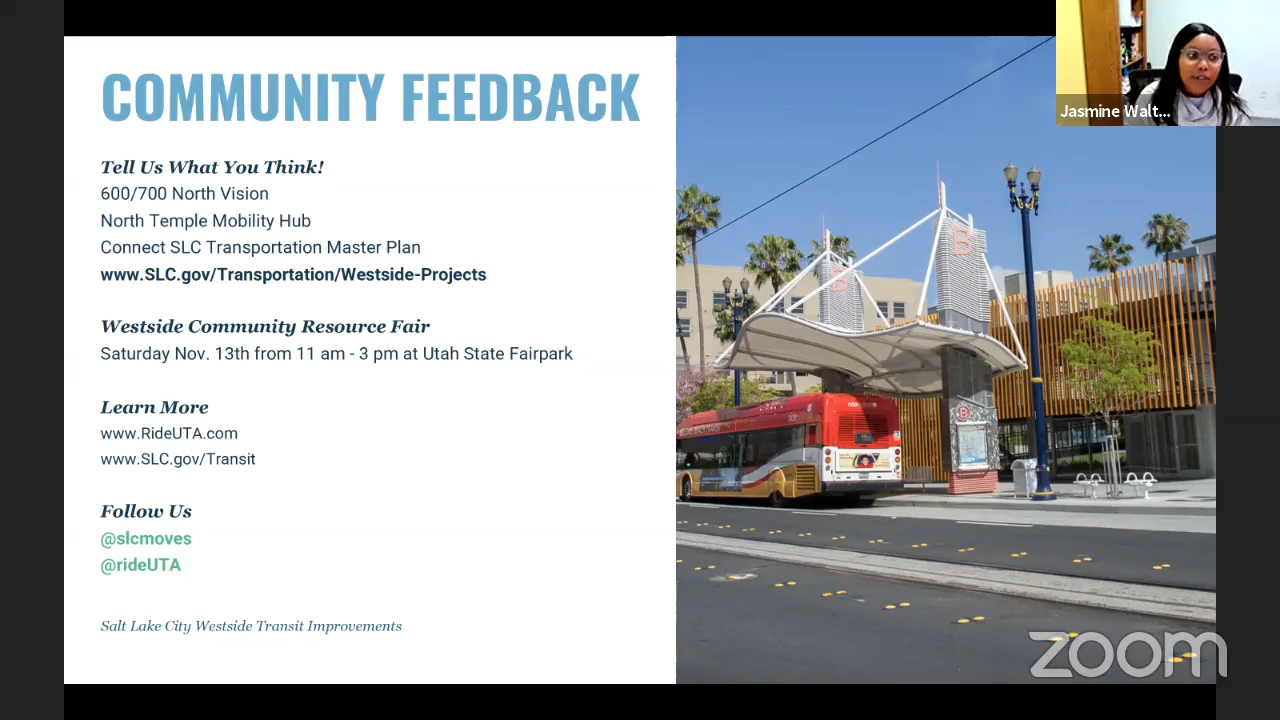 COMMUNITY FEEDBACK
Tell Us What You Think!
600/700 North Vision
North Temple Mobility Hub
Connect SLC Transportation Master Plan
www.SLC.gov/Transportation/Westside-Projects
Westside Community Resource Fair
Saturday Nov. 13th from 11 am - 3 pm at Utah State Fairpark
Learn More
www.RideUTA.com
www.SLC.gov/Transit
Follow Us
@slcmoves
@rideUTA
Salt Lake City Westside Transit Improvements
Jasmine Walt...
B
B
B
zoom